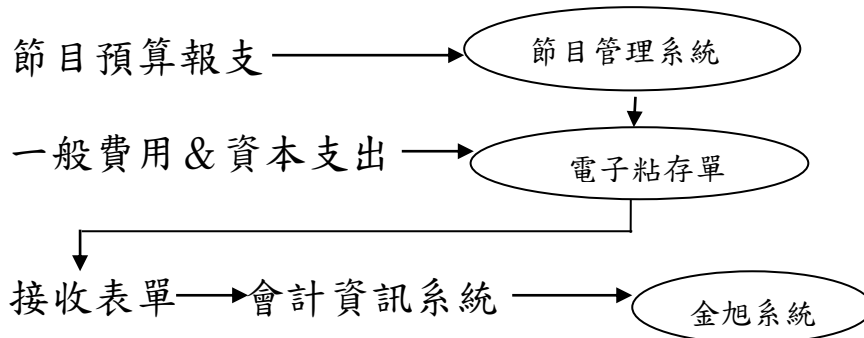 節目預算報支
節目管理系統
一般費用&資本支出
電子粘存單
接收表單
會計資訊系統
金旭系統